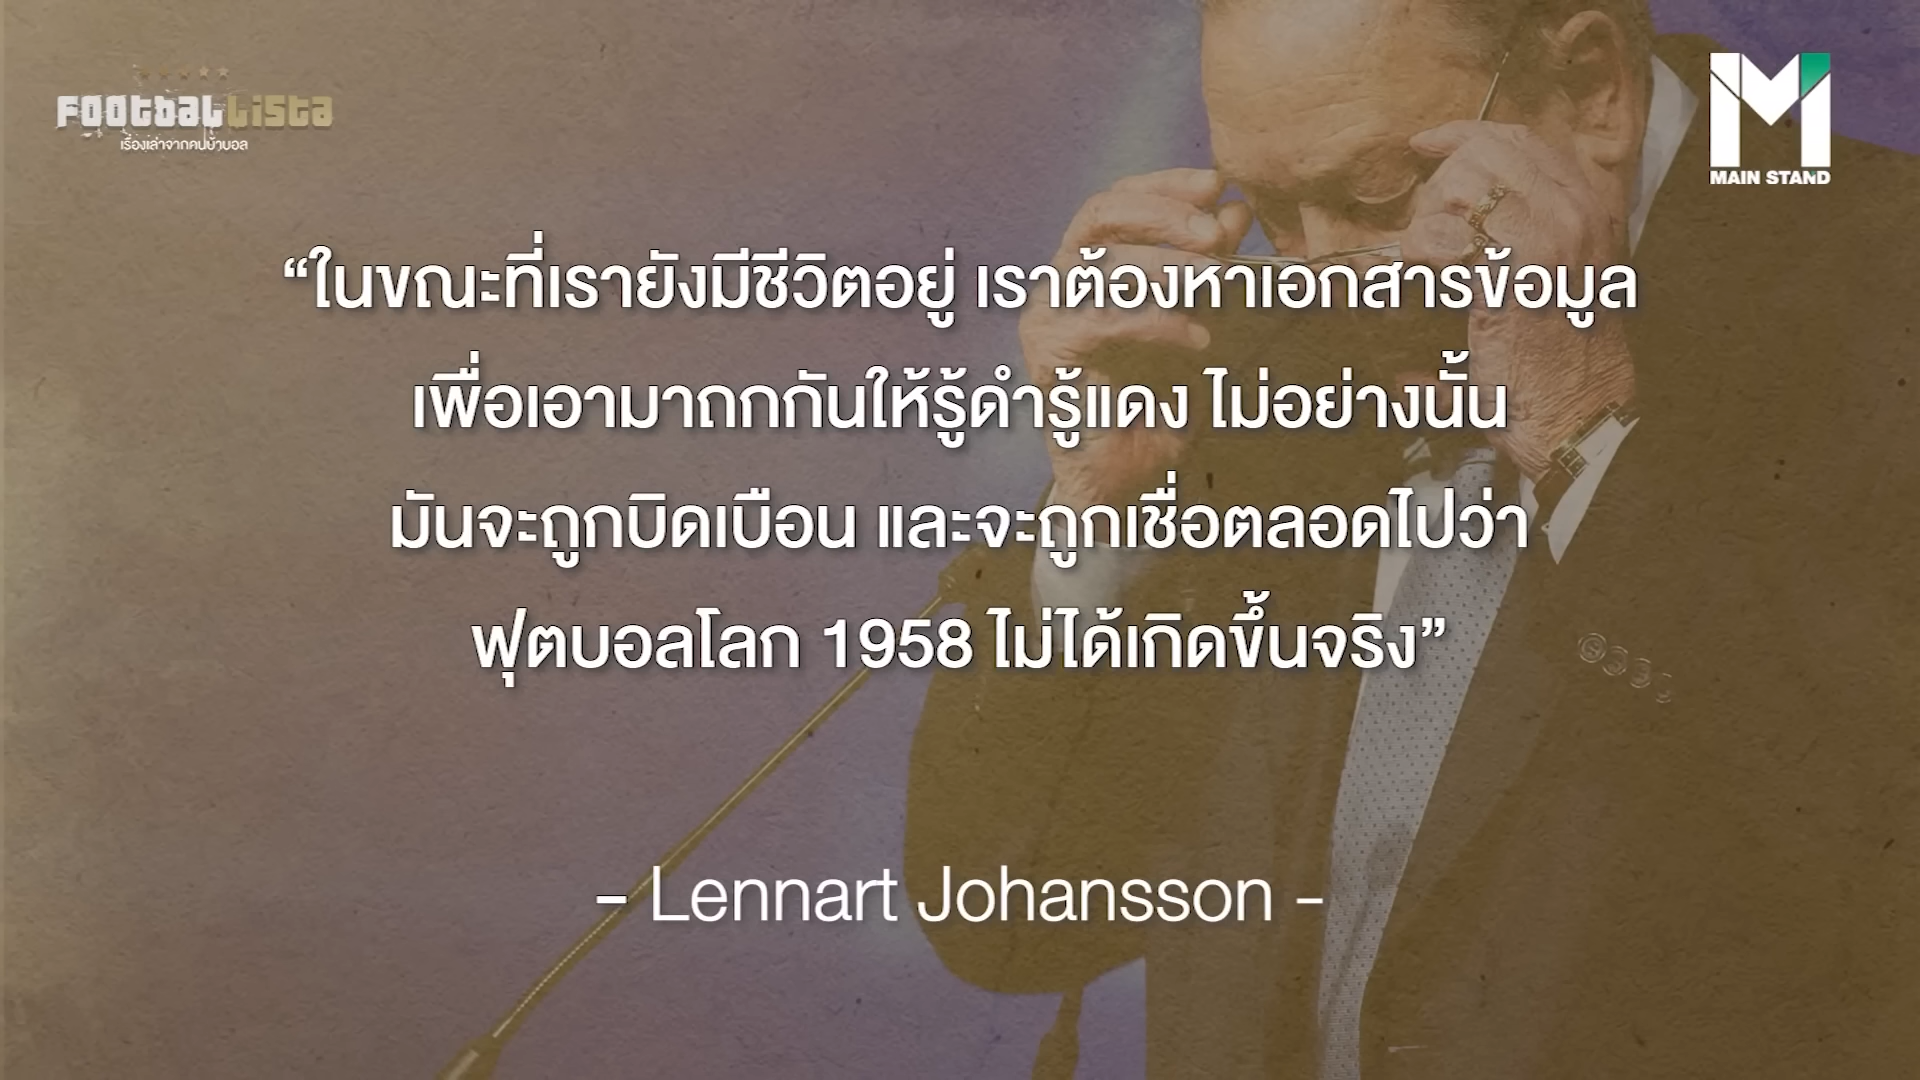 Footballista
เรื่องเล่าจากคนบ้าบอล
MAIN STAND
“ในขณะที่เรายังมีชีวิตอยู่ เราต้องหาเอกสารข้อมูล
เพื่อเอามาถกกันให้รู้ดำรู้แดง ไม่อย่างนั้น
มันจะถูกบิดเบือน และจะถูกเชื่อตลอดไปว่า
ฟุตบอลโลก 1958 ไม่ได้เกิดขึ้นจริง”
- Lennart Johansson -